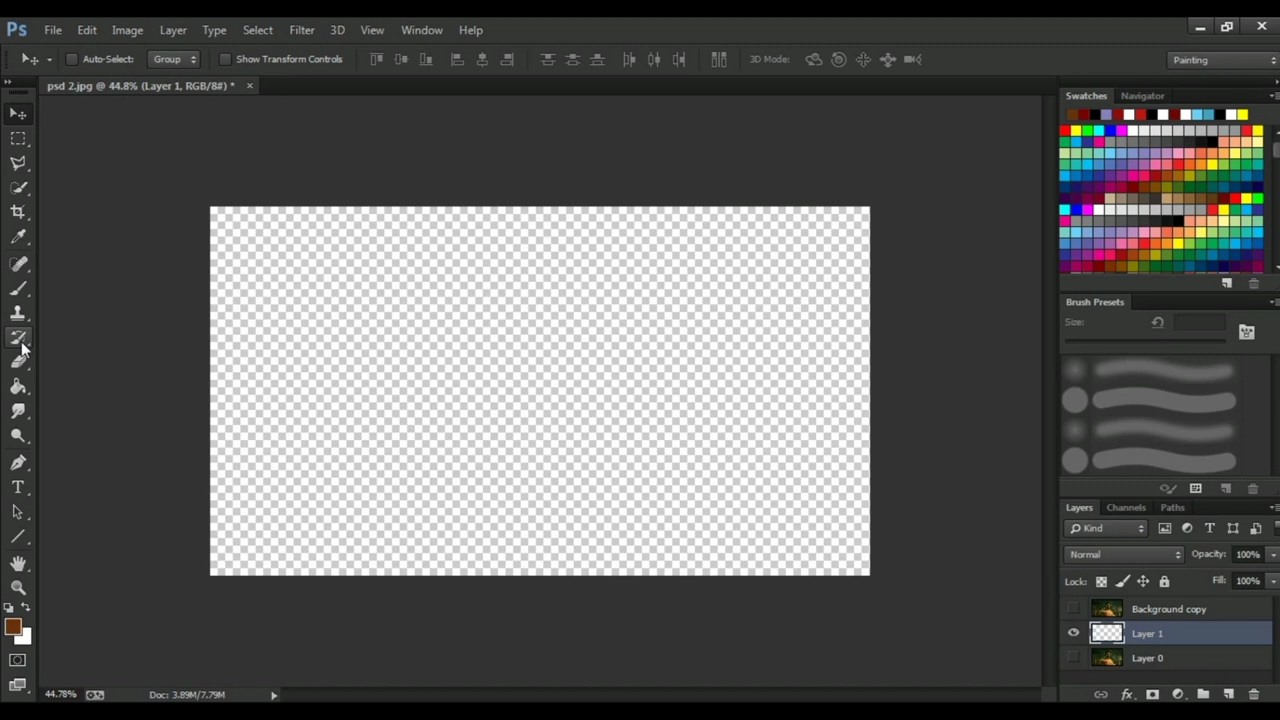 Ps File Edit Image Layer Type Select Filter 3D View Window Help
Auto-Select: Group Show Transform Controls 3D Mode: Painting
psd 2.jpg @ 44.8% (Layer 1, RGB/8#) * ×
Swatches Navigator
Brush Presets
Size:
Layers Channels Paths
Kind
Normal Opacity: 100%
Lock: Fill: 100%
Background copy
Layer 1
Layer 0
44.78% Doc: 3.89M/7.79M